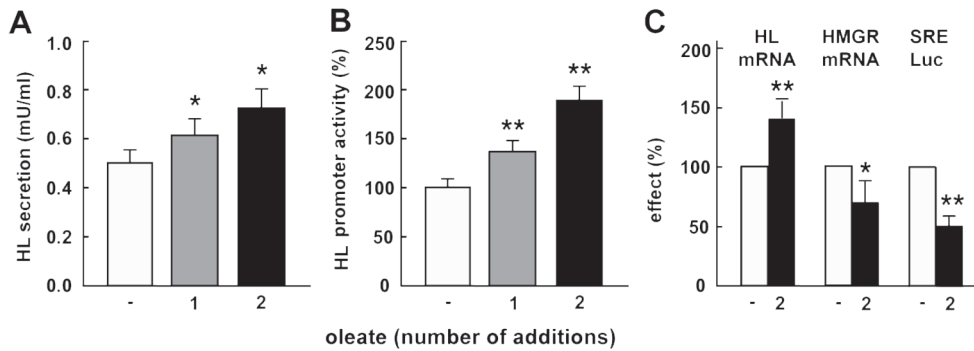 A
HL secretion (mU/ml)
1.0
0.8
0.6
0.4
0.2
0.0
*
*
- 1 2
B
HL promoter activity (%)
250
200
150
100
50
0
**
**
- 1 2
C
effect (%)
200
150
100
50
0
HL HMGR SRE
mRNA mRNA Luc
**
*
**
- 2 - 2 - 2
oleate (number of additions)